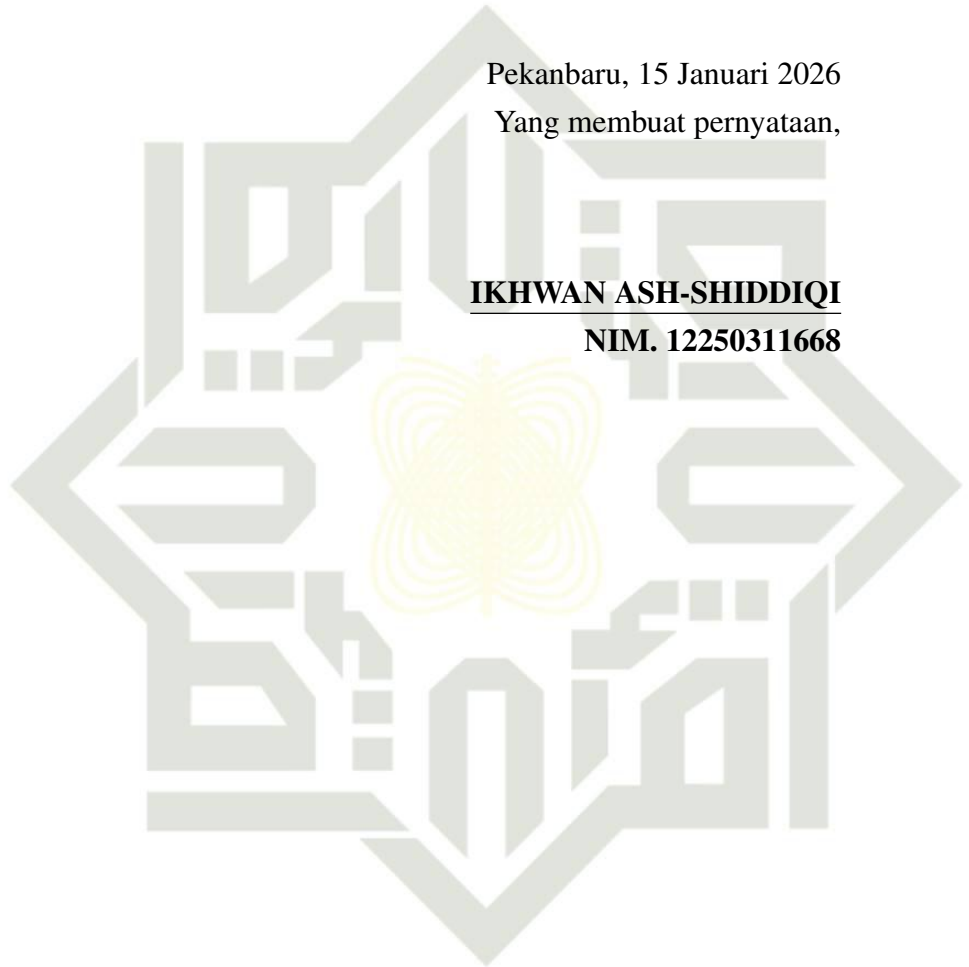 Pekanbaru, 15 Januari 2026
Yang membuat pernyataan,
IKHWAN ASH-SHIDDIQI
NIM. 12250311668